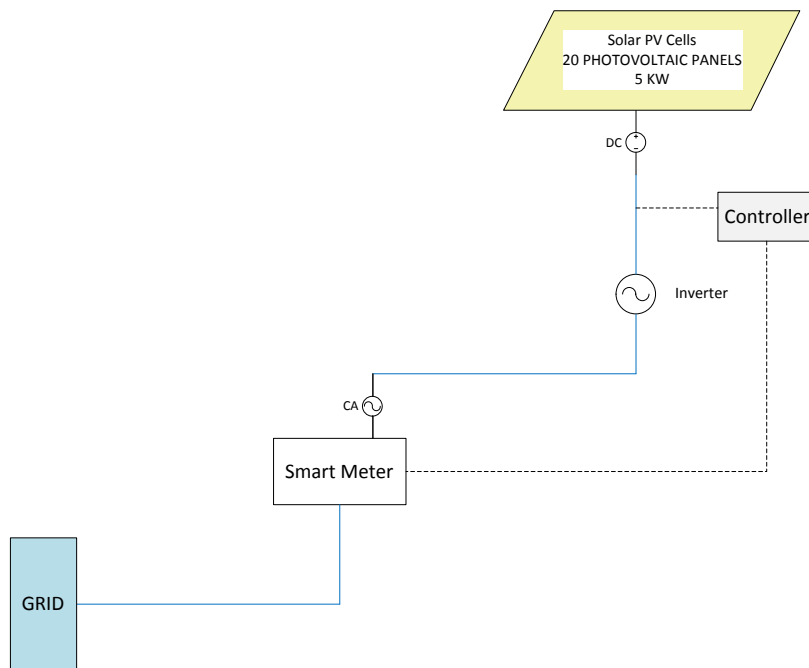 Solar PV Cells
20 PHOTOVOLTAIC PANELS
5 KW
DC
+
−
Controller
Inverter
CA
Smart Meter
GRID